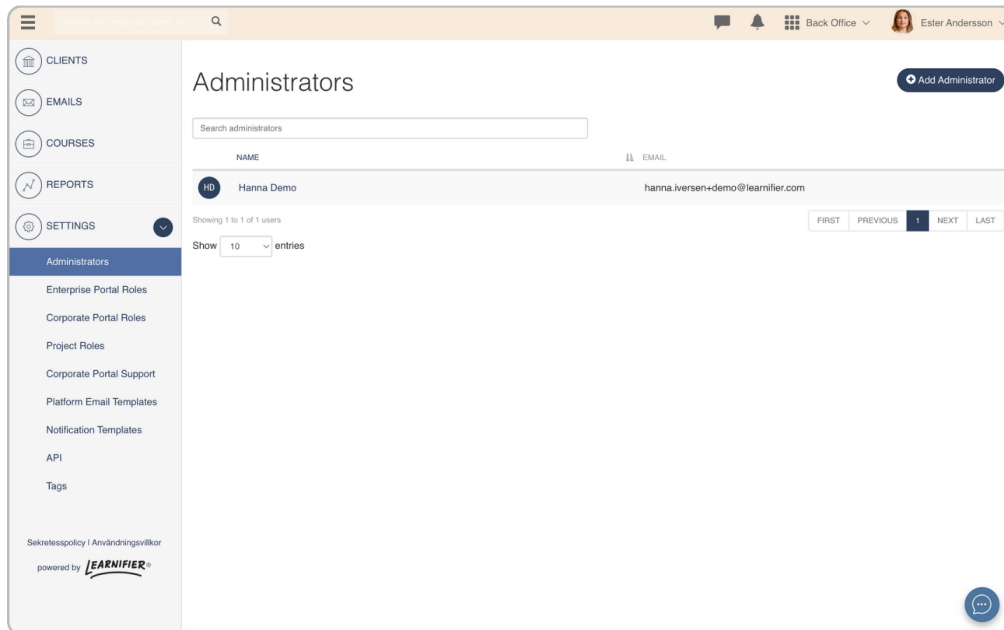 Back Office
Ester Andersson
CLIENTS
EMAILS
COURSES
REPORTS
SETTINGS
Administrators
Enterprise Portal Roles
Corporate Portal Roles
Project Roles
Corporate Portal Support
Platform Email Templates
Notification Templates
API
Tags
Sekretesspolicy | Användningsvillkor
powered by LEARNIFIER®
Administrators
Add Administrator
Search administrators
NAME EMAIL
HD Hanna Demo hanna.iversen+demo@learnifier.com
Showing 1 to 1 of 1 users
FIRST PREVIOUS 1 NEXT LAST
Show 10 entries